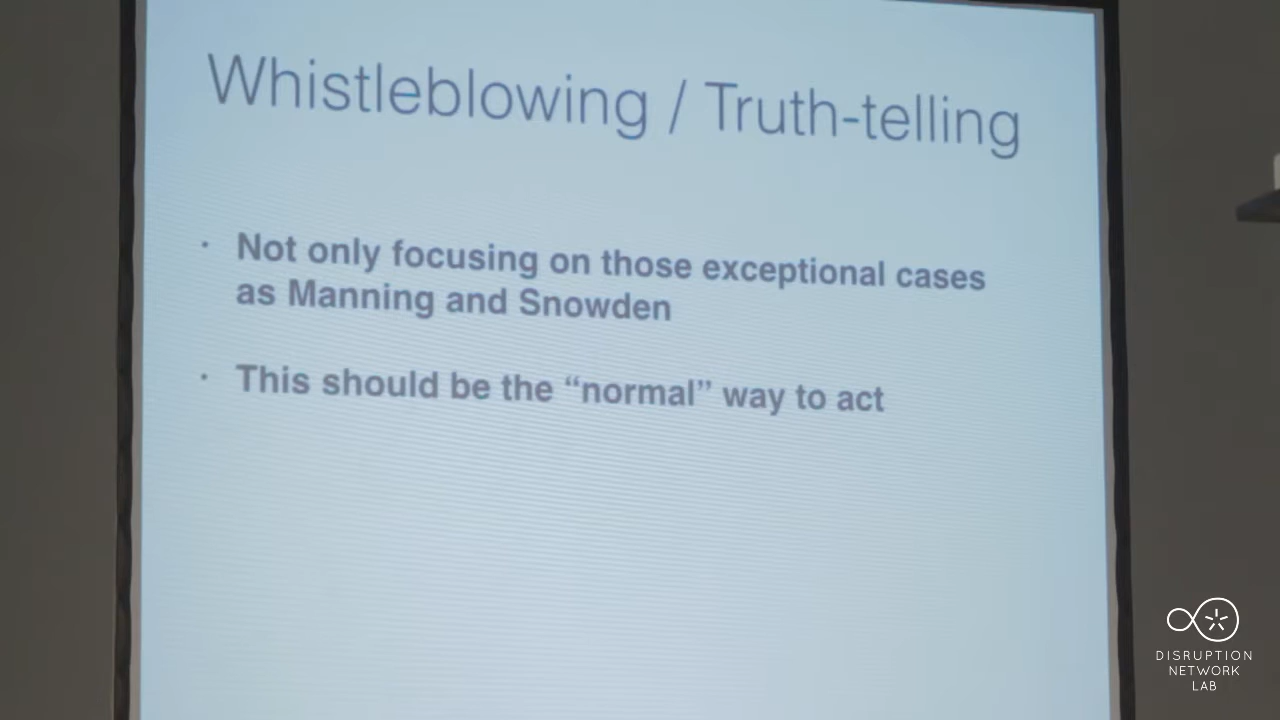 Whistleblowing / Truth-telling
· Not only focusing on those exceptional cases
as Manning and Snowden
· This should be the “normal” way to act
DISRUPTION
NETWORK
LAB